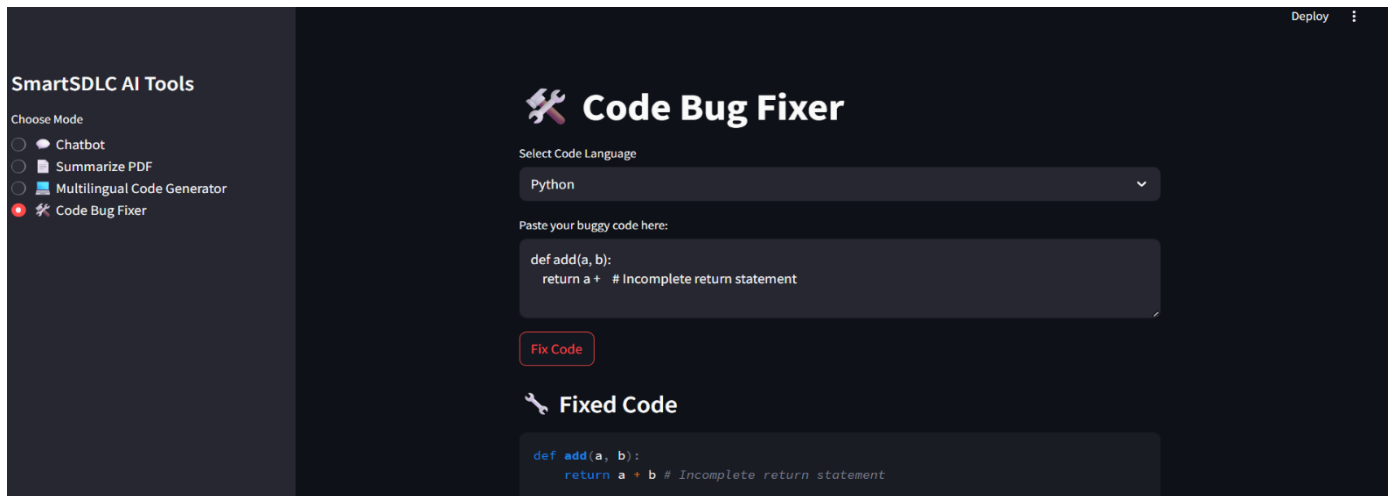 Deploy
SmartSDLC AI Tools
Choose Mode
Chatbot
Summarize PDF
Multilingual Code Generator
Code Bug Fixer
Code Bug Fixer
Select Code Language
Python
Paste your buggy code here:
def add(a, b):
return a + # Incomplete return statement
Fix Code
Fixed Code
def add(a, b):
return a + b # Incomplete return statement